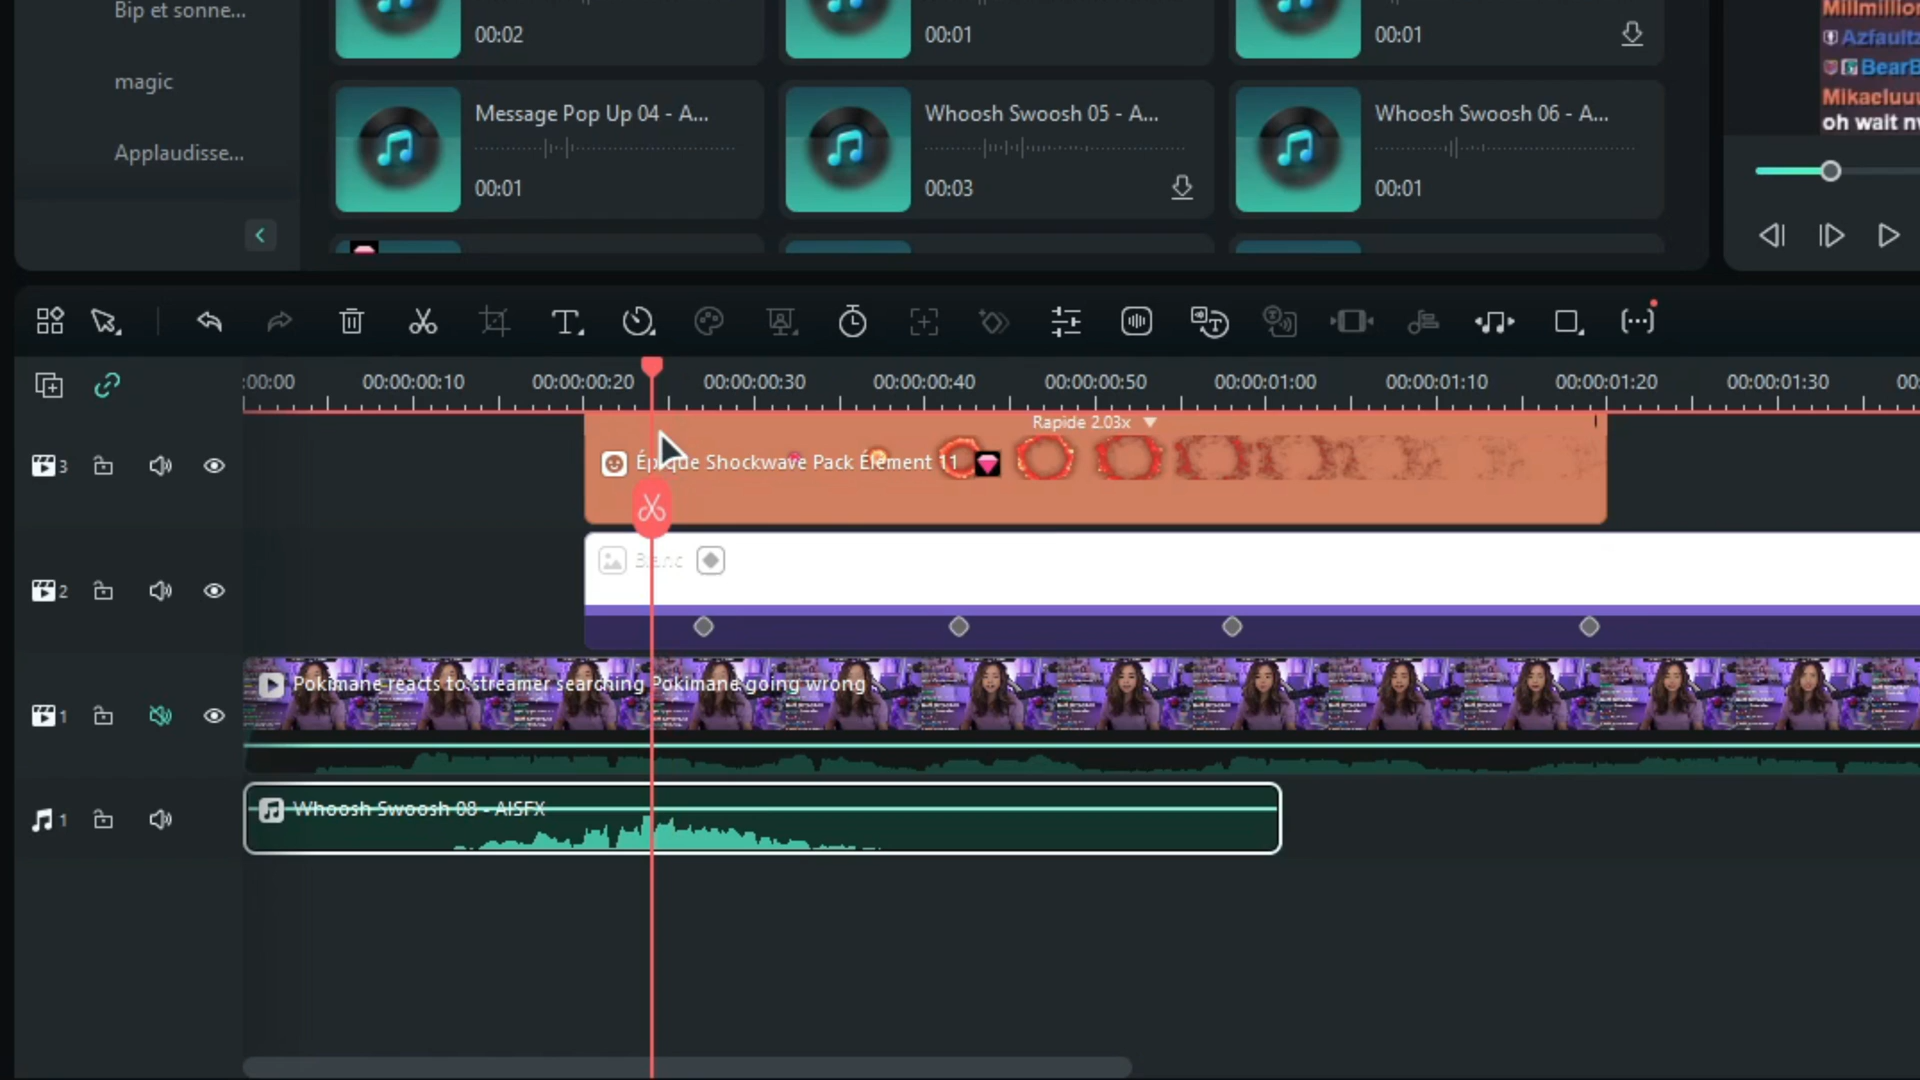 Bip et sonne...
magic
Applaudisse...
00:02
00:01
00:01
Message Pop Up 04 - A...
00:01
Whoosh Swoosh 05 - A...
00:03
Whoosh Swoosh 06 - A...
00:01
Millmillion
Azfaultz
BearB
Mikaeluuu
oh wait nv
:00:00
00:00:00:10
00:00:00:20
00:00:00:30
00:00:00:40
00:00:00:50
00:00:01:00
00:00:01:10
00:00:01:20
00:00:01:30
00:
Rapide 2.03x
3
Épique Shockwave Pack Élement 11
2
Blanc
1
Pokimane reacts to streamer searching Pokimane going wrong
1
Whoosh Swoosh 08 - AISFX